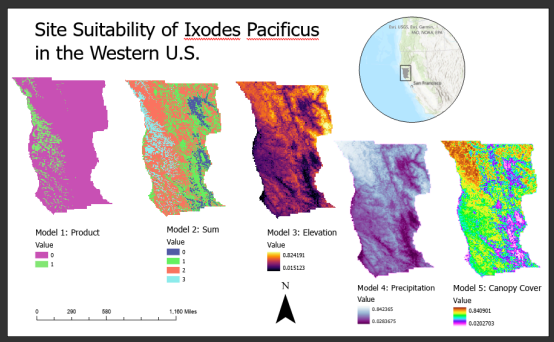 Site Suitability of Ixodes Pacificus
in the Western U.S.
Esri, USGS, Esri, Garmin,
FAO, NOAA, EPA
San Francisco
Model 1: Product
Value
0
1
Model 2: Sum
Value
0
1
2
3
Model 3: Elevation
Value
0.824191
0.015123
Model 4: Precipitation
Value
0.842365
0.0283675
Model 5: Canopy Cover
Value
0.840901
0.0262703
N
0 290 580 1,160 Miles